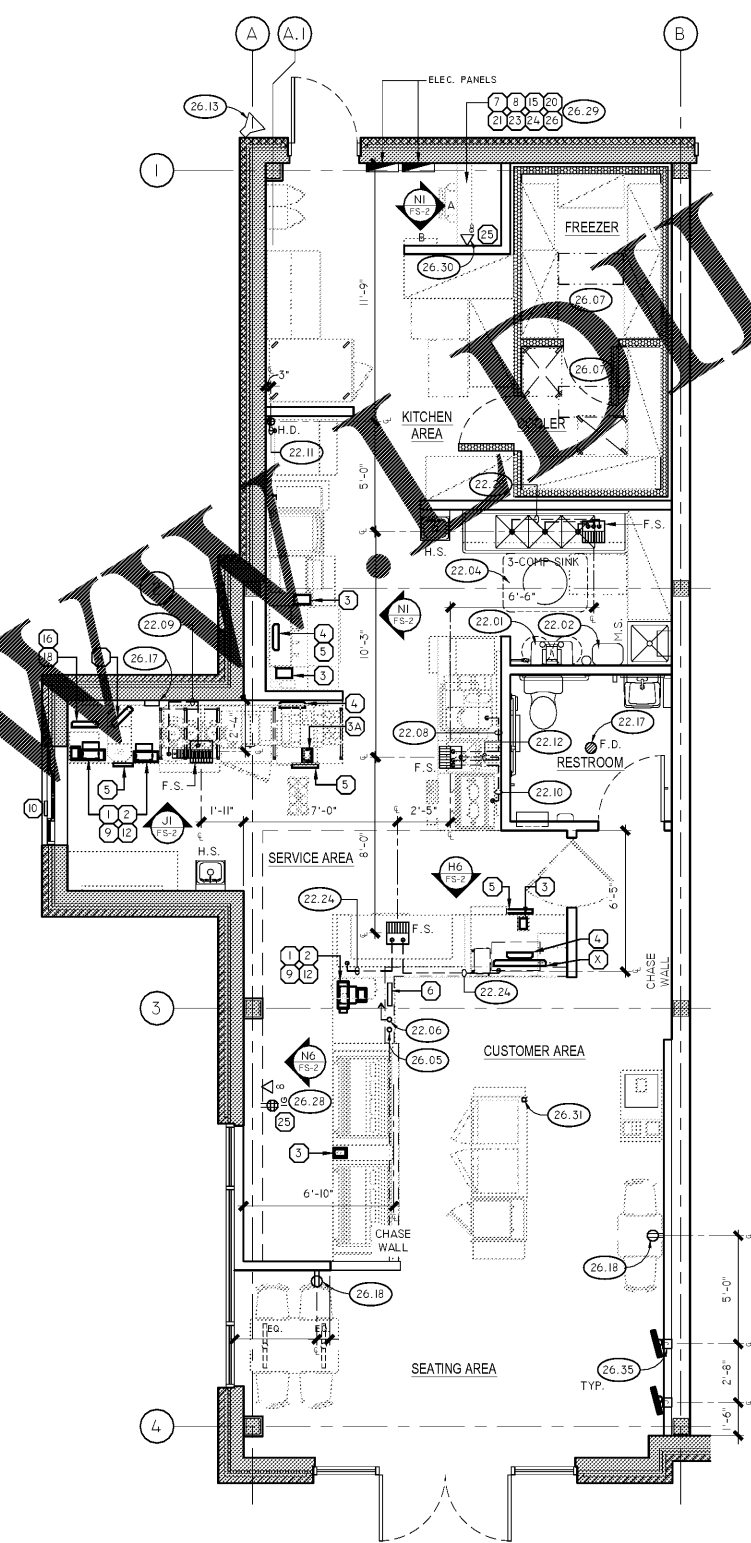 A
A.1
B
26.13
ELEC. PANELS
7 8 15 20
21 23 24 26
26.29
1
N1
FS-2
A
B
8
25
26.30
FREEZER
26.07
11'-9"
3"
26.07
COOLER
KITCHEN
AREA
H.D.
22.11
5'-0"
H.S.
F.S.
3-COMP SINK
22.04
6'-6"
3
N1
FS-2
22.01
22.02
M.S.
22.09
4
5
10'-3"
16
18
26.17
3
4
22.08
22.17
F.D.
RESTROOM
2'-4"
3A
22.12
F.S.
5
5
F.S.
22.10
10
1 2
9 12
J1
FS-2
1'-11"
7'-0"
2'-5"
H.S.
SERVICE AREA
8'-0"
H6
FS-2
6'-5"
22.24
5
3
F.S.
4
X
1 2
9 12
6
22.24
CHASE
WALL
3
22.06
26.05
N6
FS-2
CUSTOMER AREA
8
IG
26.28
25
26.31
3
6'-10"
CHASE
WALL
26.18
26.18
5'-0"
EQ.
EQ.
26.35
TYP.
2'-8"
SEATING AREA
1'-6"
4
WWW.LDII